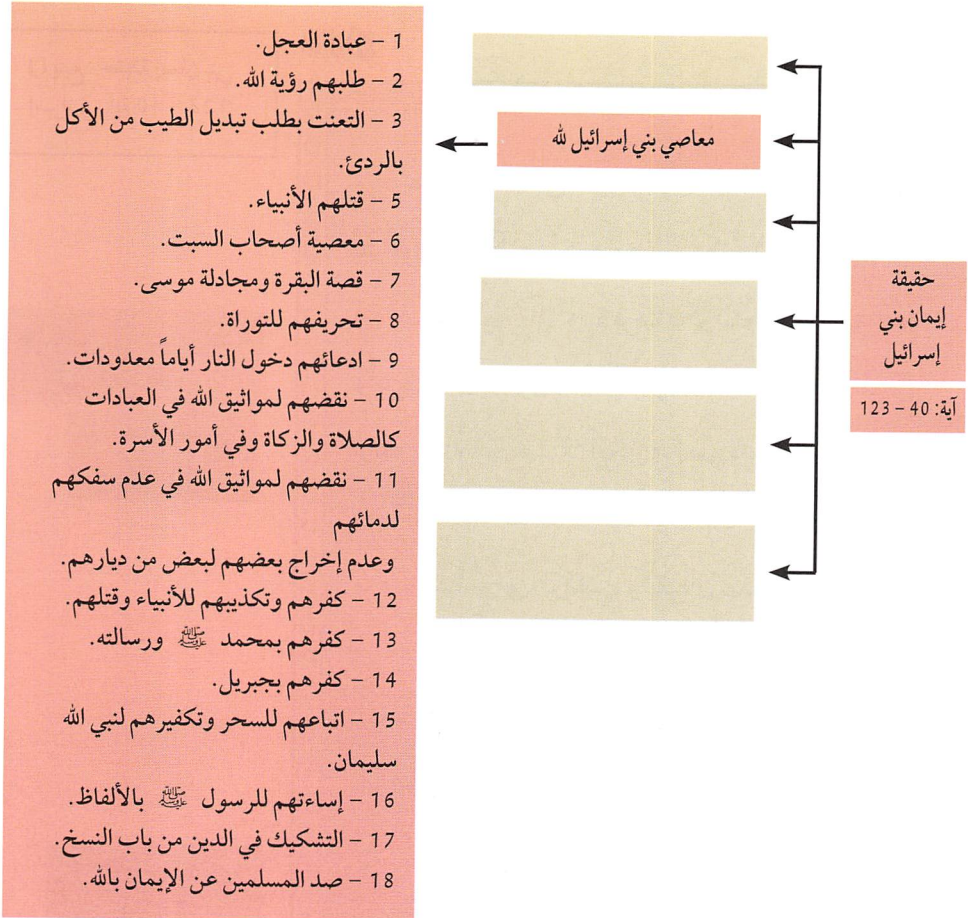 حقيقة
إيمان بني
إسرائيل
آية: 40 – 123
معاصي بني إسرائيل لله
1 – عبادة العجل.
2 – طلبهم رؤية الله.
3 – التعنت بطلب تبديل الطيب من الأكل
بالردئ.
5 – قتلهم الأنبياء.
6 – معصية أصحاب السبت.
7 – قصة البقرة ومجادلة موسى.
8 – تحريفهم للتوراة.
9 – ادعائهم دخول النار أياماً معدودات.
10 – نقضهم لمواثيق الله في العبادات
كالصلاة والزكاة وفي أمور الأسرة.
11 – نقضهم لمواثيق الله في عدم سفكهم
لدمائهم
وعدم إخراج بعضهم لبعض من ديارهم.
12 – كفرهم وتكذيبهم للأنبياء وقتلهم.
13 – كفرهم بمحمد ﷺ ورسالته.
14 – كفرهم بجبريل.
15 – اتباعهم للسحر وتكفيرهم لنبي الله
سليمان.
16 – إساءتهم للرسول ﷺ بالألفاظ.
17 – التشكيك في الدين من باب النسخ.
18 – صد المسلمين عن الإيمان بالله.